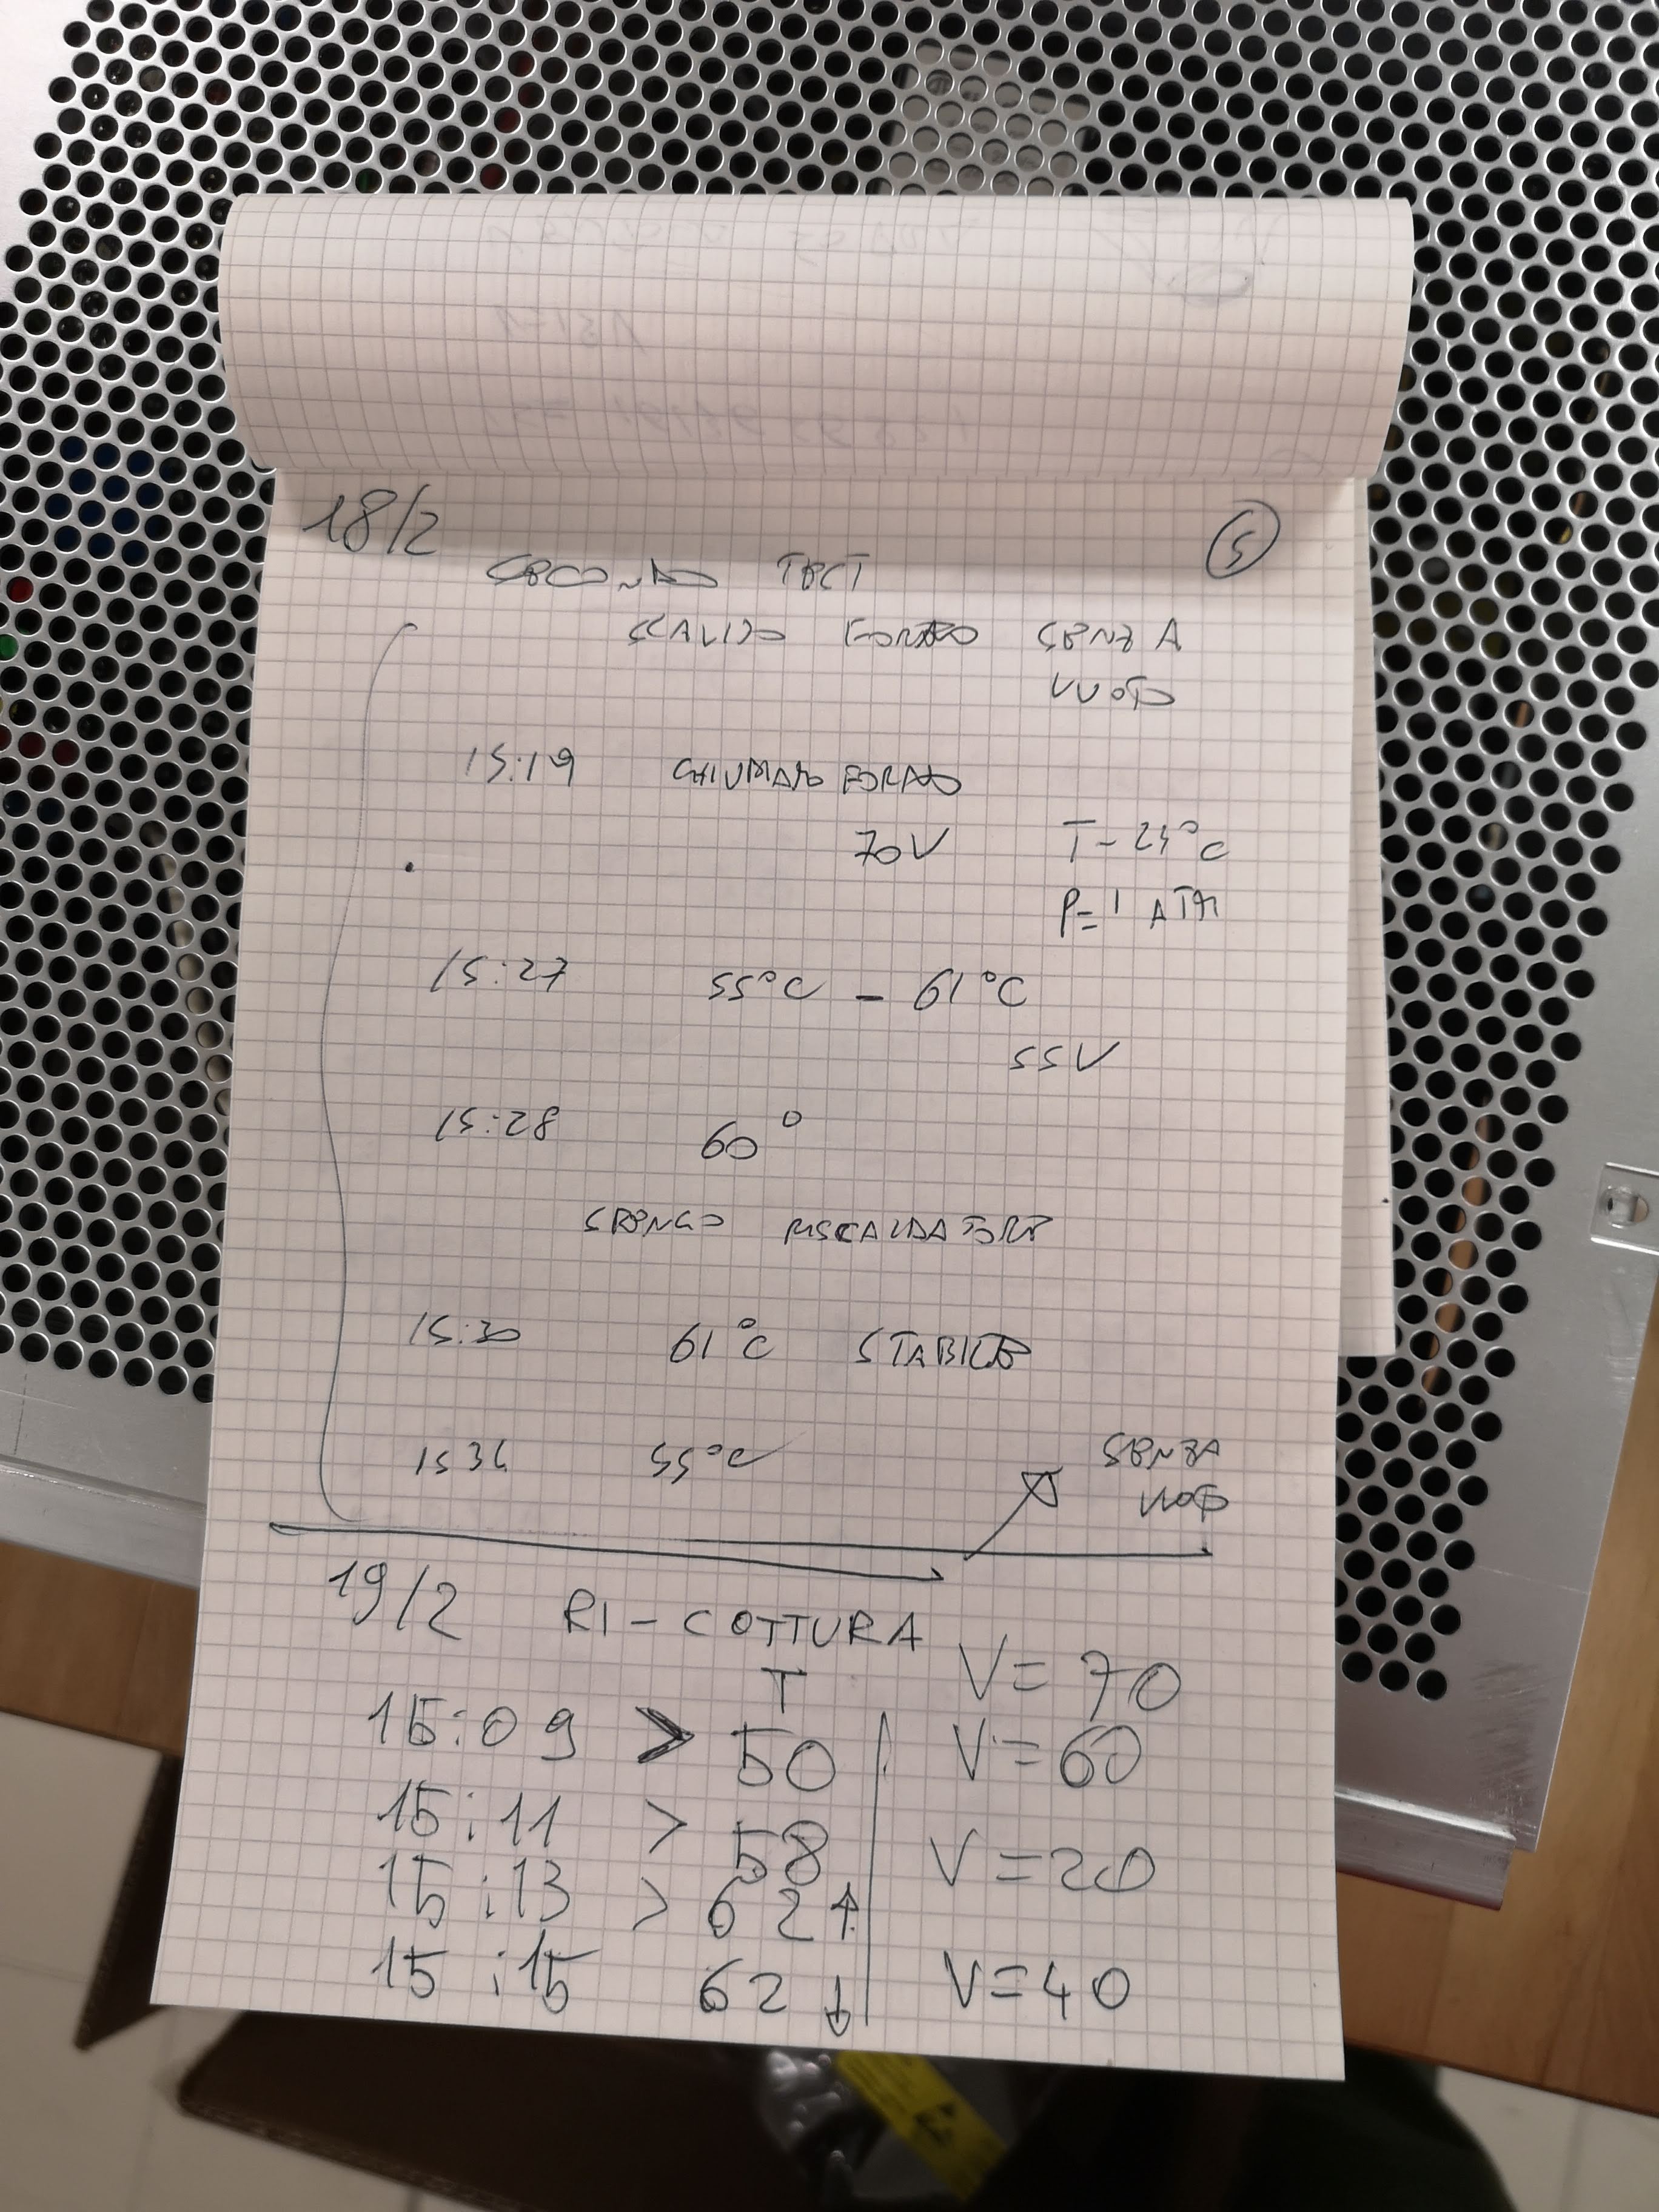 18/2
5
SECONDO TEST
SCALDO FORNO SENZA
VUOTO
15:19 CHIUDIAMO FORNO
70V T= 24°C
P= 1 ATM
15:27 55°C – 61°C
55V
15:28 60°
SPENGO RISCALDATORE
15:30 61°C STABILE
15 36 55°C
SENZA
VUOTO
19/2 RI-COTTURA
T V= 70
15:09 > 50 V=60
15:11 > 58
15:13 > 62 ↑ V=20
15:15 62 ↓ V=40